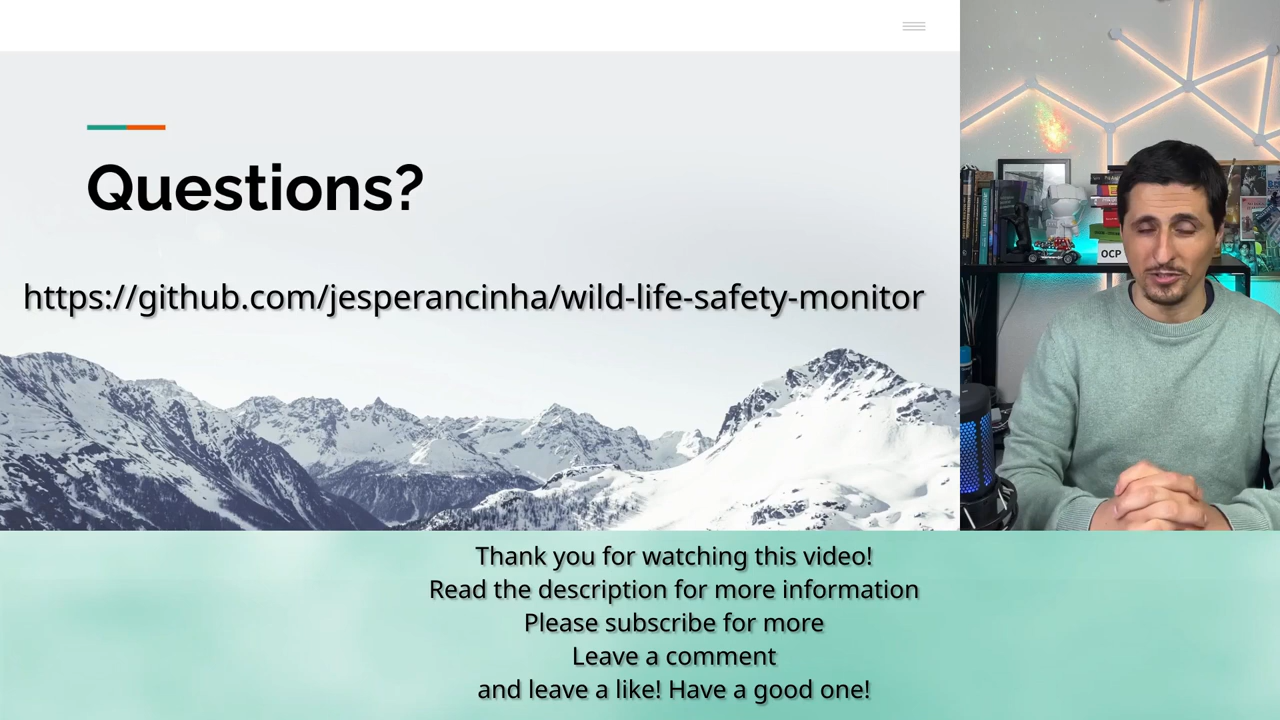 Questions?
https://github.com/jesperancinha/wild-life-safety-monitor
OCP
Thank you for watching this video!
Read the description for more information
Please subscribe for more
Leave a comment
and leave a like! Have a good one!